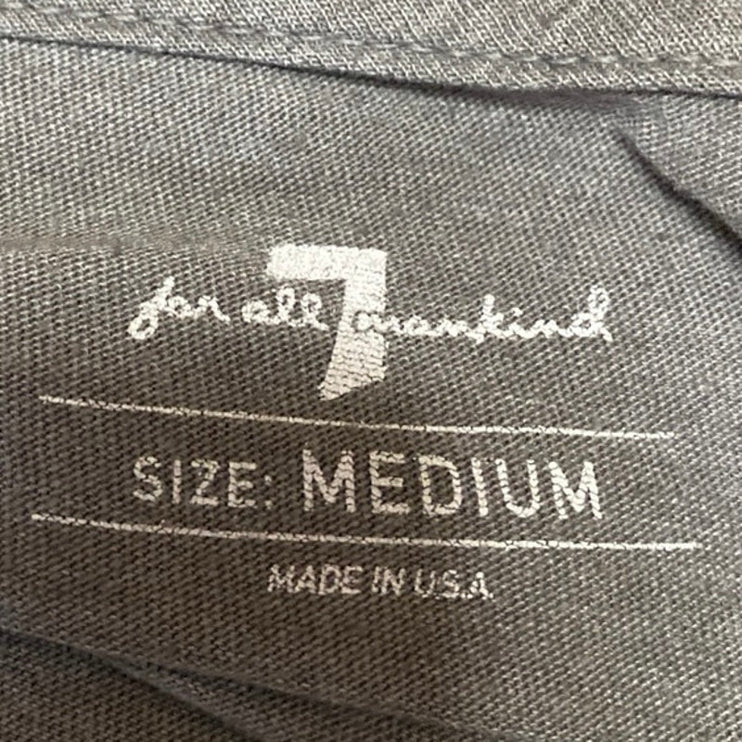 7
for all mankind
SIZE: MEDIUM
MADE IN U.S.A.